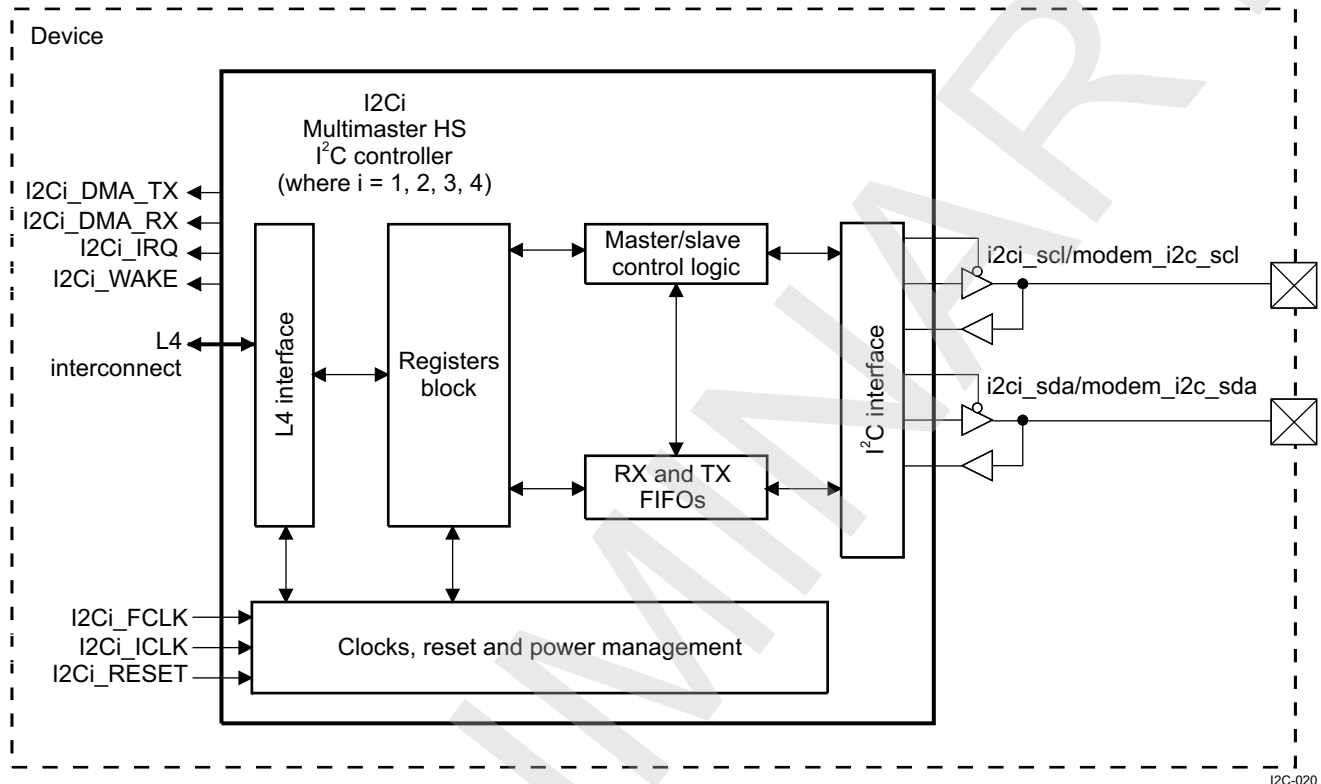 Device
I2Ci
Multimaster HS
I²C controller
(where i = 1, 2, 3, 4)
I2Ci_DMA_TX
I2Ci_DMA_RX
I2Ci_IRQ
I2Ci_WAKE
L4
interconnect
L4 interface
Registers
block
Master/slave
control logic
RX and TX
FIFOs
I²C interface
i2ci_scl/modem_i2c_scl
i2ci_sda/modem_i2c_sda
I2Ci_FCLK
I2Ci_ICLK
I2Ci_RESET
Clocks, reset and power management
I2C-020
IMINAR